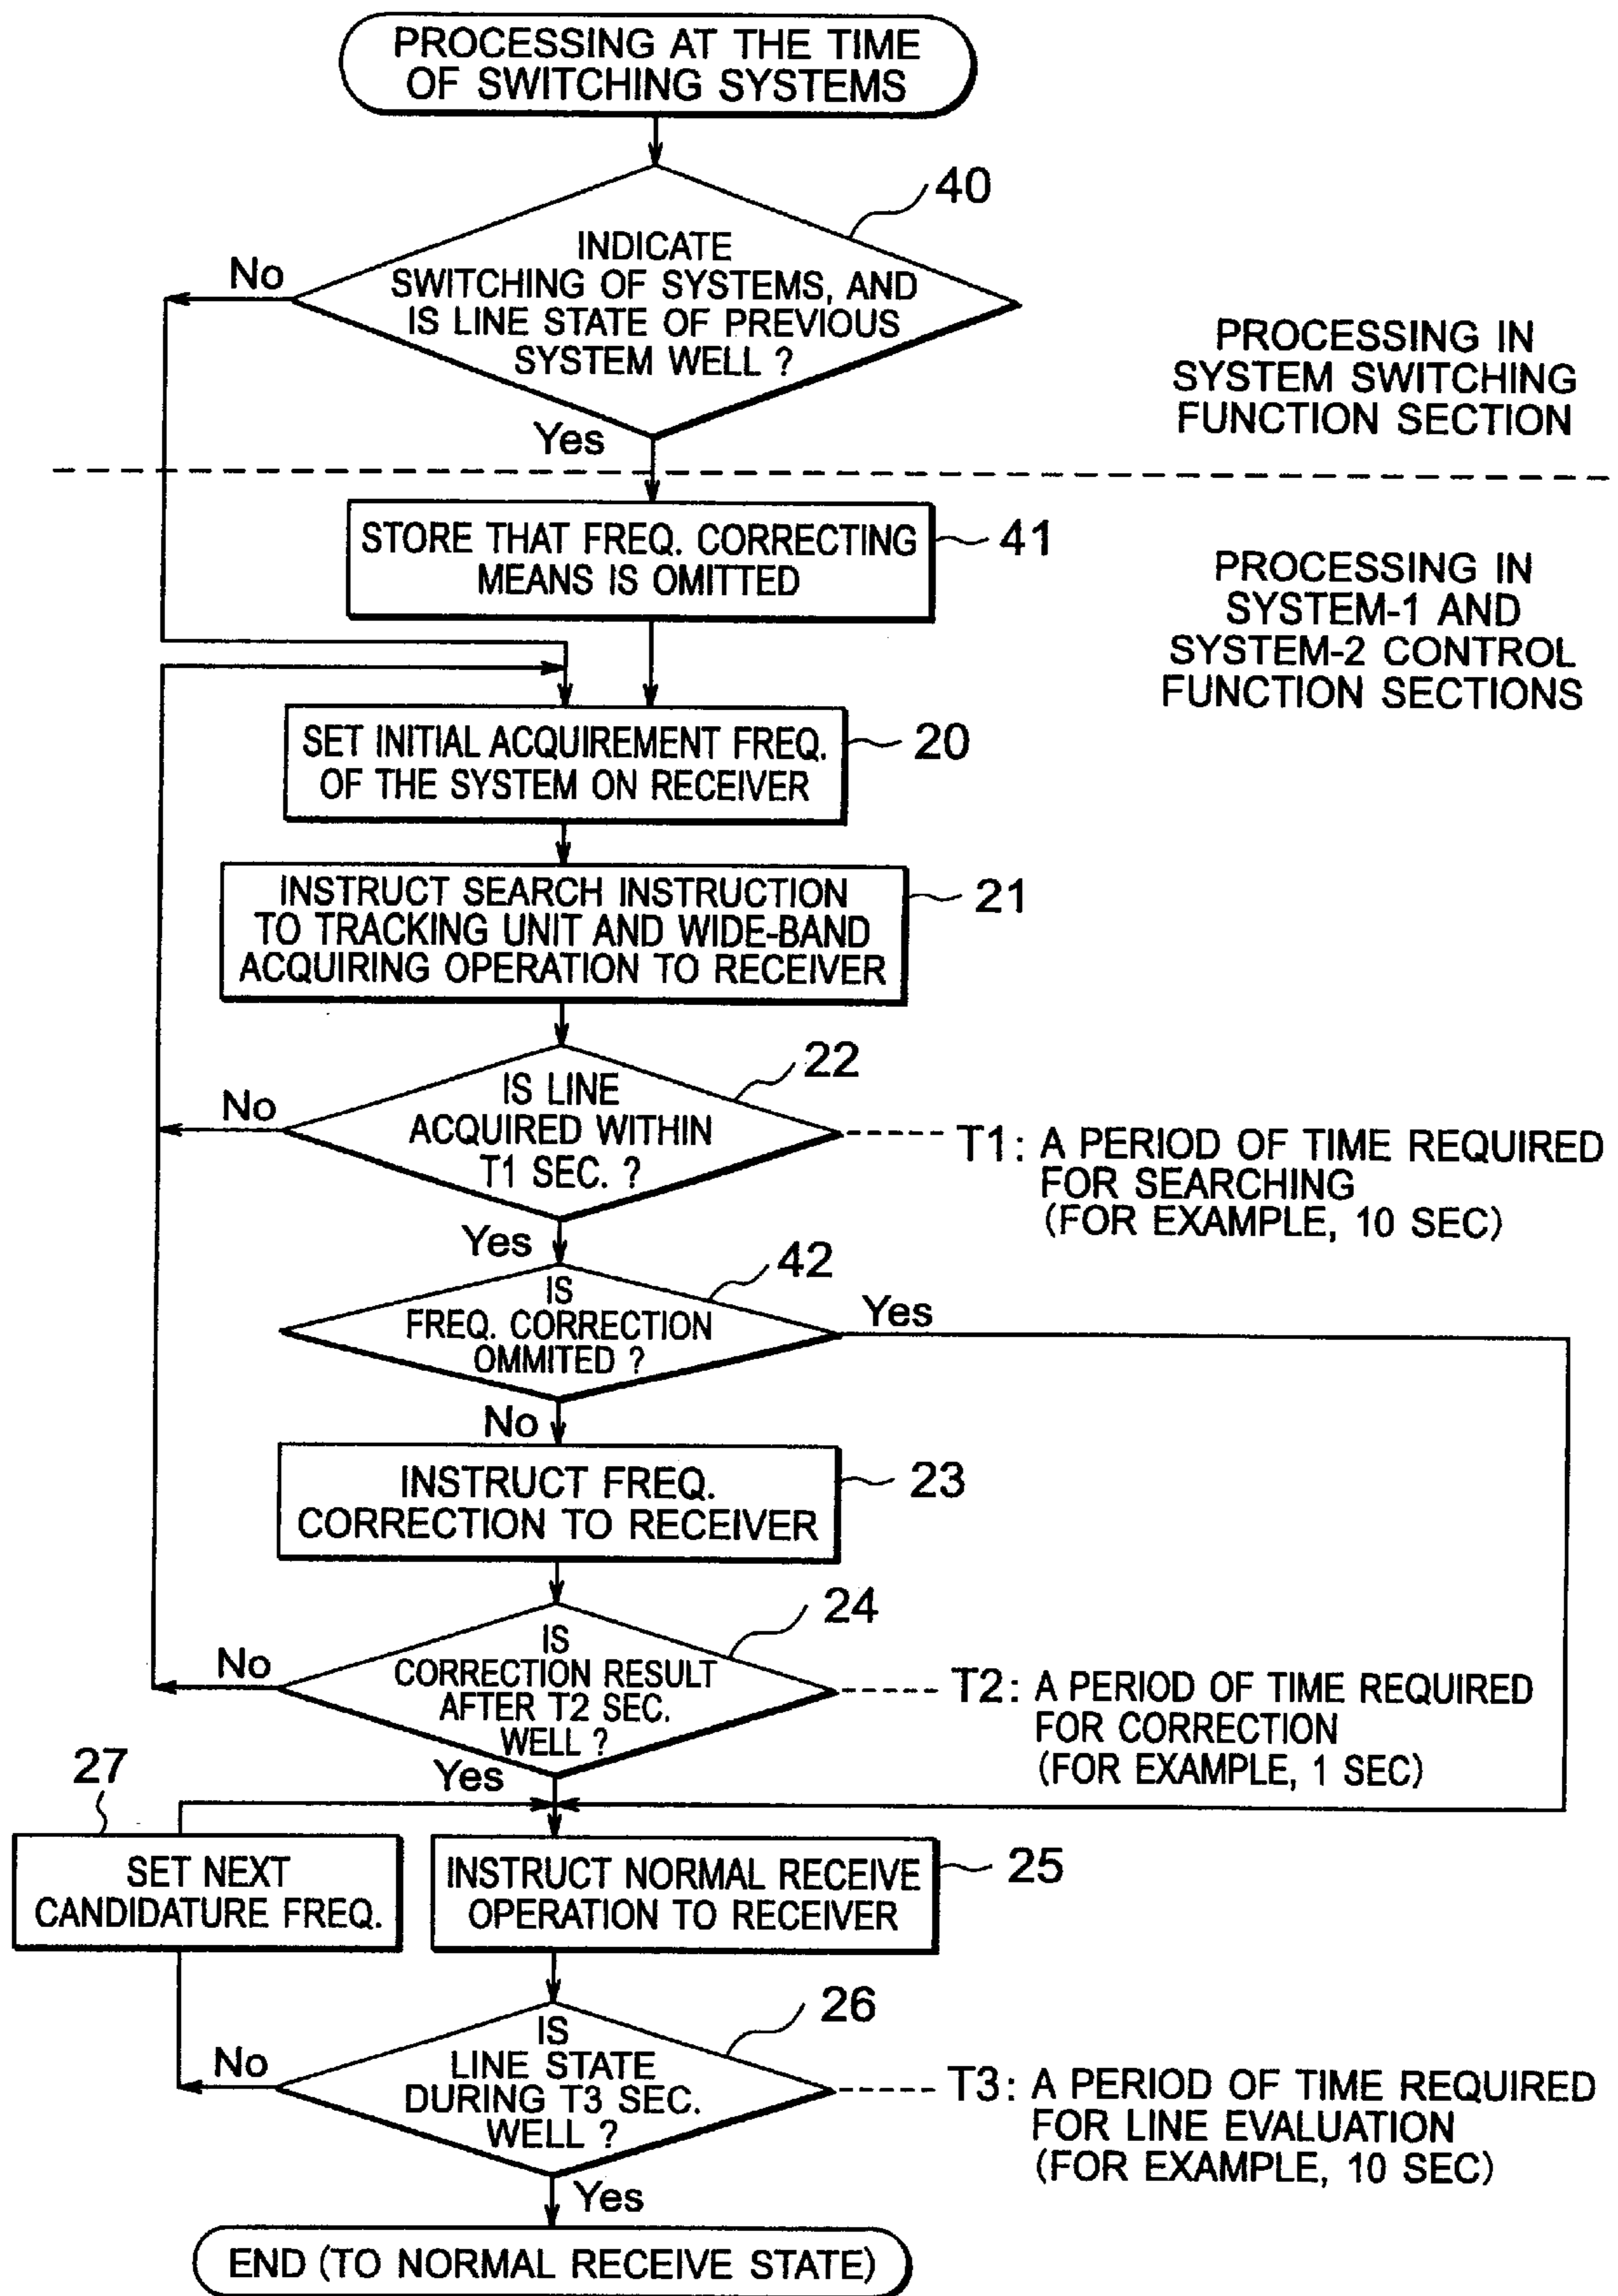 PROCESSING AT THE TIME
OF SWITCHING SYSTEMS
40
INDICATE
SWITCHING OF SYSTEMS, AND
IS LINE STATE OF PREVIOUS
SYSTEM WELL ?
No
Yes
PROCESSING IN
SYSTEM SWITCHING
FUNCTION SECTION
STORE THAT FREQ. CORRECTING
MEANS IS OMITTED
41
PROCESSING IN
SYSTEM-1 AND
SYSTEM-2 CONTROL
FUNCTION SECTIONS
SET INITIAL ACQUIREMENT FREQ.
OF THE SYSTEM ON RECEIVER
20
INSTRUCT SEARCH INSTRUCTION
TO TRACKING UNIT AND WIDE-BAND
ACQUIRING OPERATION TO RECEIVER
21
22
IS LINE
ACQUIRED WITHIN
T1 SEC. ?
No
Yes
T1: A PERIOD OF TIME REQUIRED
FOR SEARCHING
(FOR EXAMPLE, 10 SEC)
42
IS
FREQ. CORRECTION
OMMITED ?
Yes
No
INSTRUCT FREQ.
CORRECTION TO RECEIVER
23
24
IS
CORRECTION RESULT
AFTER T2 SEC.
WELL ?
No
Yes
T2: A PERIOD OF TIME REQUIRED
FOR CORRECTION
(FOR EXAMPLE, 1 SEC)
27
SET NEXT
CANDIDATURE FREQ.
INSTRUCT NORMAL RECEIVE
OPERATION TO RECEIVER
25
26
IS
LINE STATE
DURING T3 SEC.
WELL ?
No
Yes
T3: A PERIOD OF TIME REQUIRED
FOR LINE EVALUATION
(FOR EXAMPLE, 10 SEC)
END (TO NORMAL RECEIVE STATE)